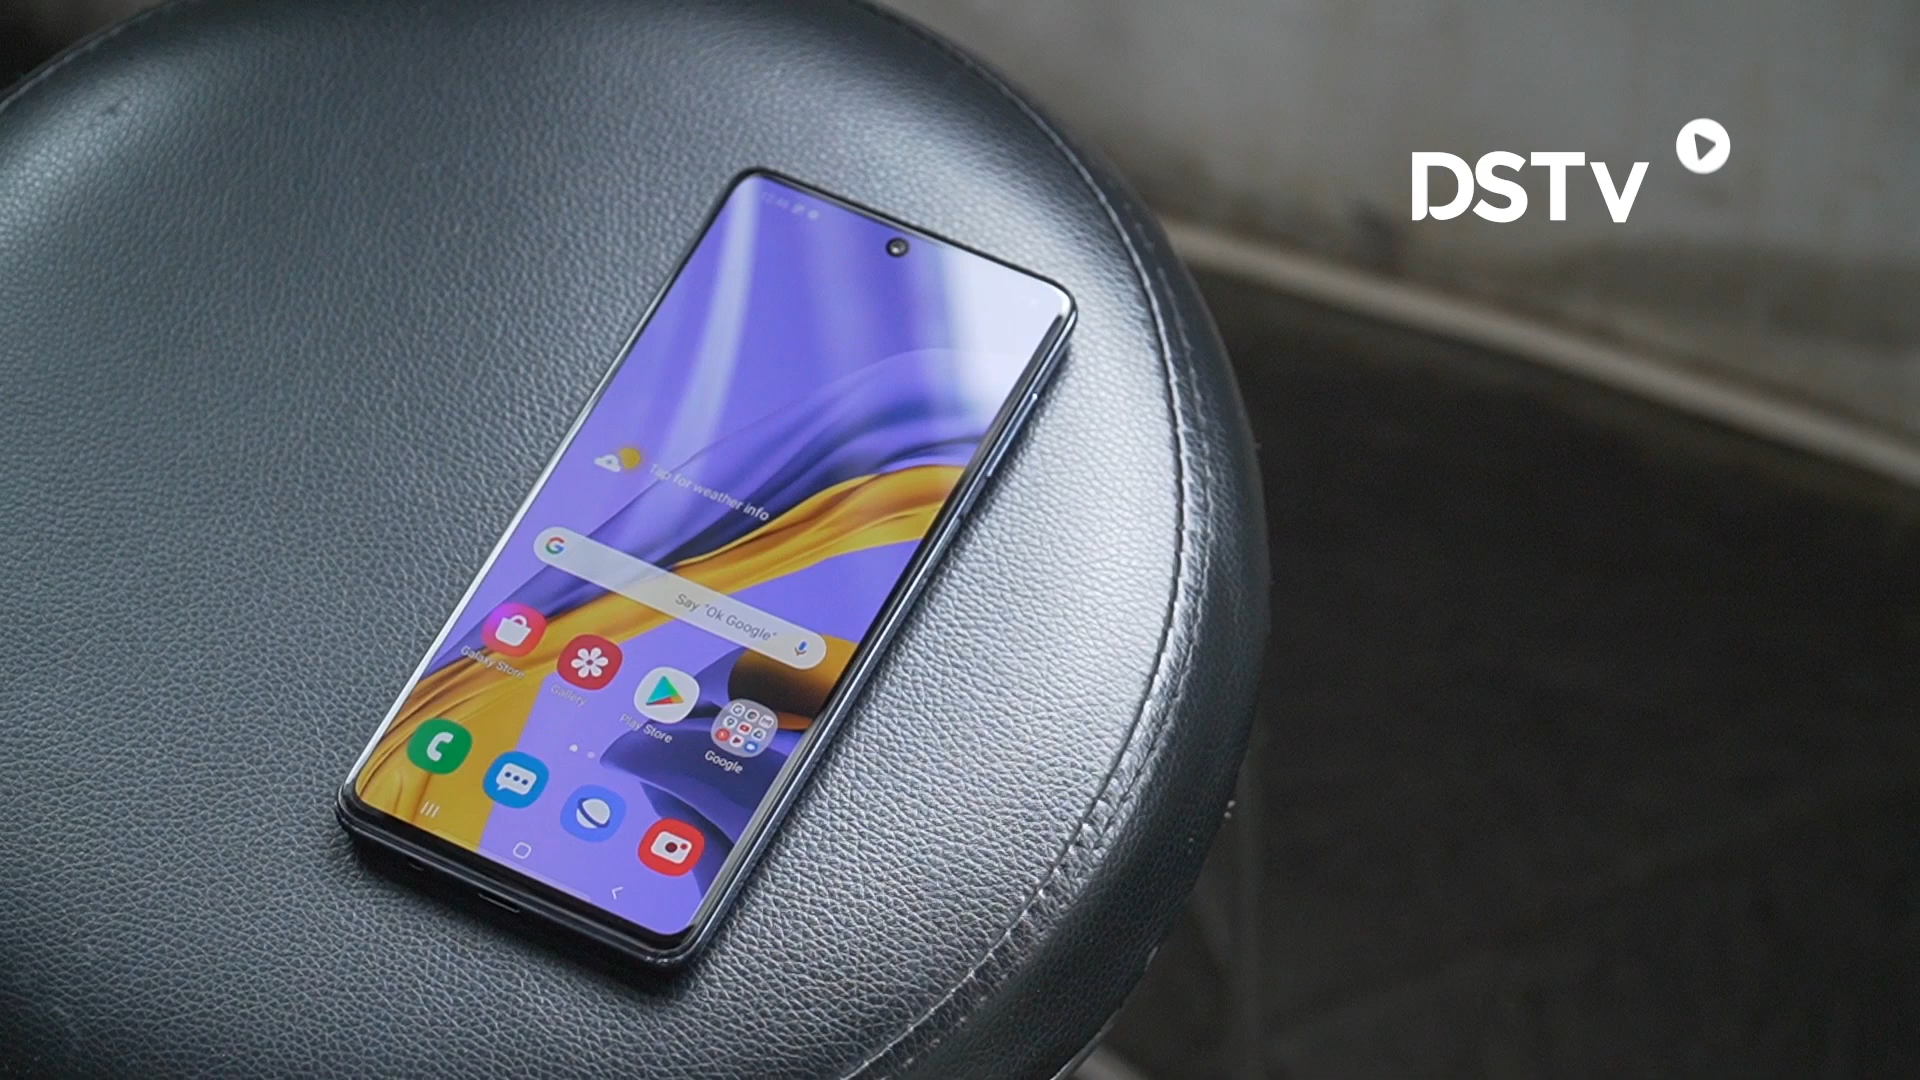 DSTv
Tap for weather info
G
Say "Ok Google"
Galaxy Store
Gallery
Play Store
Google